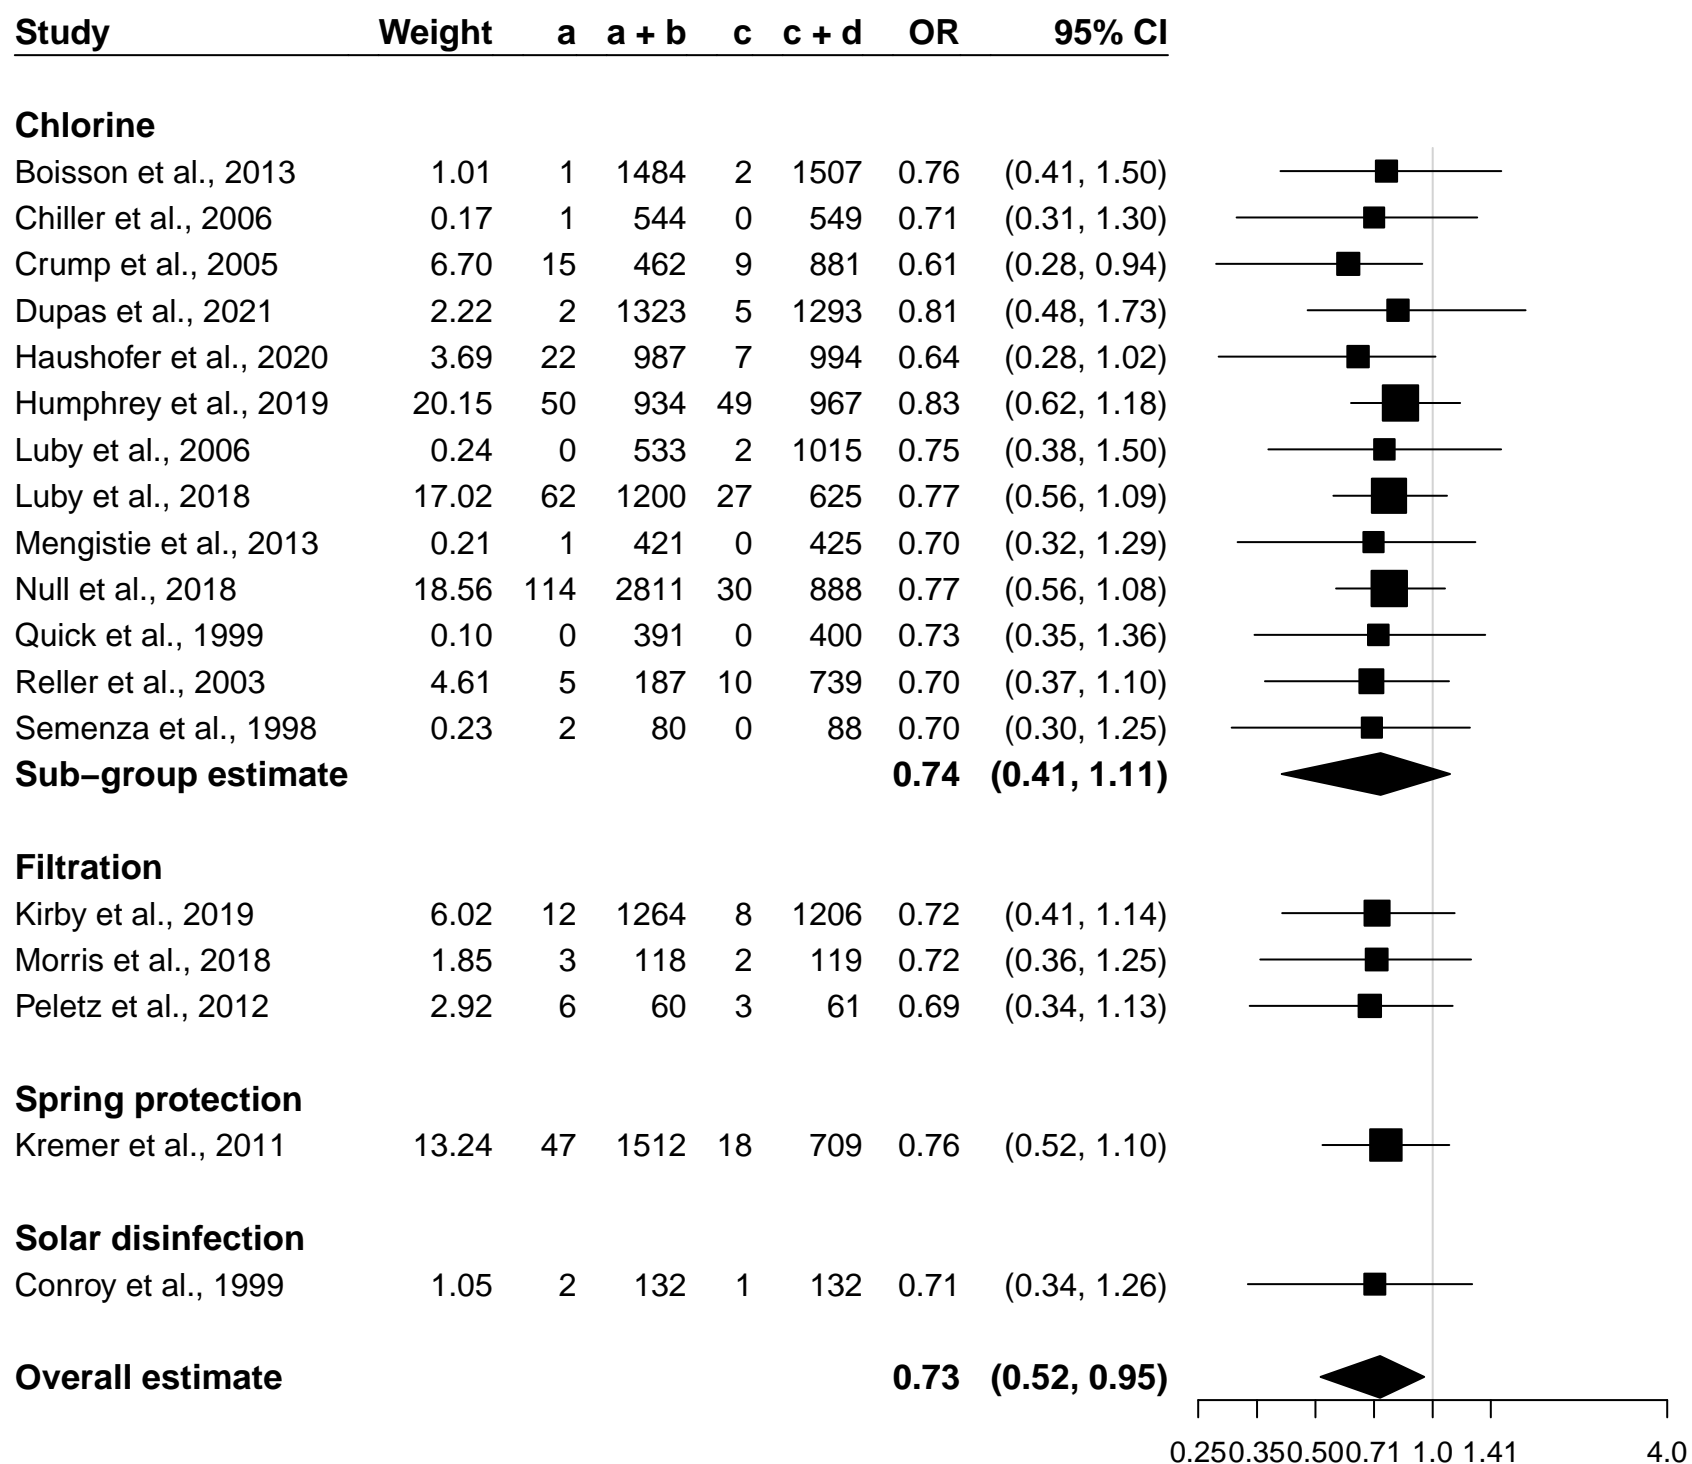 Study Weight a a + b c c + d OR 95% CI
Chlorine
Boisson et al., 2013 1.01 1 1484 2 1507 0.76 (0.41, 1.50)
Chiller et al., 2006 0.17 1 544 0 549 0.71 (0.31, 1.30)
Crump et al., 2005 6.70 15 462 9 881 0.61 (0.28, 0.94)
Dupas et al., 2021 2.22 2 1323 5 1293 0.81 (0.48, 1.73)
Haushofer et al., 2020 3.69 22 987 7 994 0.64 (0.28, 1.02)
Humphrey et al., 2019 20.15 50 934 49 967 0.83 (0.62, 1.18)
Luby et al., 2006 0.24 0 533 2 1015 0.75 (0.38, 1.50)
Luby et al., 2018 17.02 62 1200 27 625 0.77 (0.56, 1.09)
Mengistie et al., 2013 0.21 1 421 0 425 0.70 (0.32, 1.29)
Null et al., 2018 18.56 114 2811 30 888 0.77 (0.56, 1.08)
Quick et al., 1999 0.10 0 391 0 400 0.73 (0.35, 1.36)
Reller et al., 2003 4.61 5 187 10 739 0.70 (0.37, 1.10)
Semenza et al., 1998 0.23 2 80 0 88 0.70 (0.30, 1.25)
Sub−group estimate 0.74 (0.41, 1.11)
Filtration
Kirby et al., 2019 6.02 12 1264 8 1206 0.72 (0.41, 1.14)
Morris et al., 2018 1.85 3 118 2 119 0.72 (0.36, 1.25)
Peletz et al., 2012 2.92 6 60 3 61 0.69 (0.34, 1.13)
Spring protection
Kremer et al., 2011 13.24 47 1512 18 709 0.76 (0.52, 1.10)
Solar disinfection
Conroy et al., 1999 1.05 2 132 1 132 0.71 (0.34, 1.26)
Overall estimate 0.73 (0.52, 0.95)
0.25 0.35 0.50 0.71 1.0 1.41 4.0